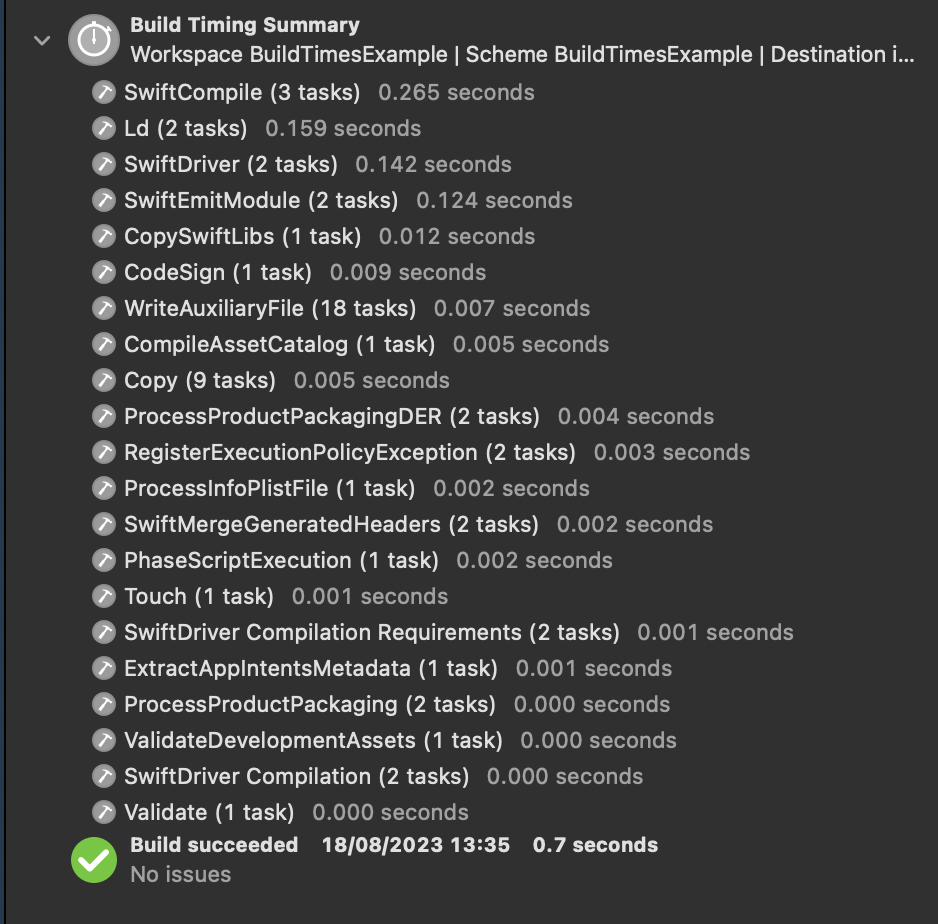 Build Timing Summary
Workspace BuildTimesExample | Scheme BuildTimesExample | Destination i...
SwiftCompile (3 tasks) 0.265 seconds
Ld (2 tasks) 0.159 seconds
SwiftDriver (2 tasks) 0.142 seconds
SwiftEmitModule (2 tasks) 0.124 seconds
CopySwiftLibs (1 task) 0.012 seconds
CodeSign (1 task) 0.009 seconds
WriteAuxiliaryFile (18 tasks) 0.007 seconds
CompileAssetCatalog (1 task) 0.005 seconds
Copy (9 tasks) 0.005 seconds
ProcessProductPackagingDER (2 tasks) 0.004 seconds
RegisterExecutionPolicyException (2 tasks) 0.003 seconds
ProcessInfoPlistFile (1 task) 0.002 seconds
SwiftMergeGeneratedHeaders (2 tasks) 0.002 seconds
PhaseScriptExecution (1 task) 0.002 seconds
Touch (1 task) 0.001 seconds
SwiftDriver Compilation Requirements (2 tasks) 0.001 seconds
ExtractAppIntentsMetadata (1 task) 0.001 seconds
ProcessProductPackaging (2 tasks) 0.000 seconds
ValidateDevelopmentAssets (1 task) 0.000 seconds
SwiftDriver Compilation (2 tasks) 0.000 seconds
Validate (1 task) 0.000 seconds
Build succeeded 18/08/2023 13:35 0.7 seconds
No issues